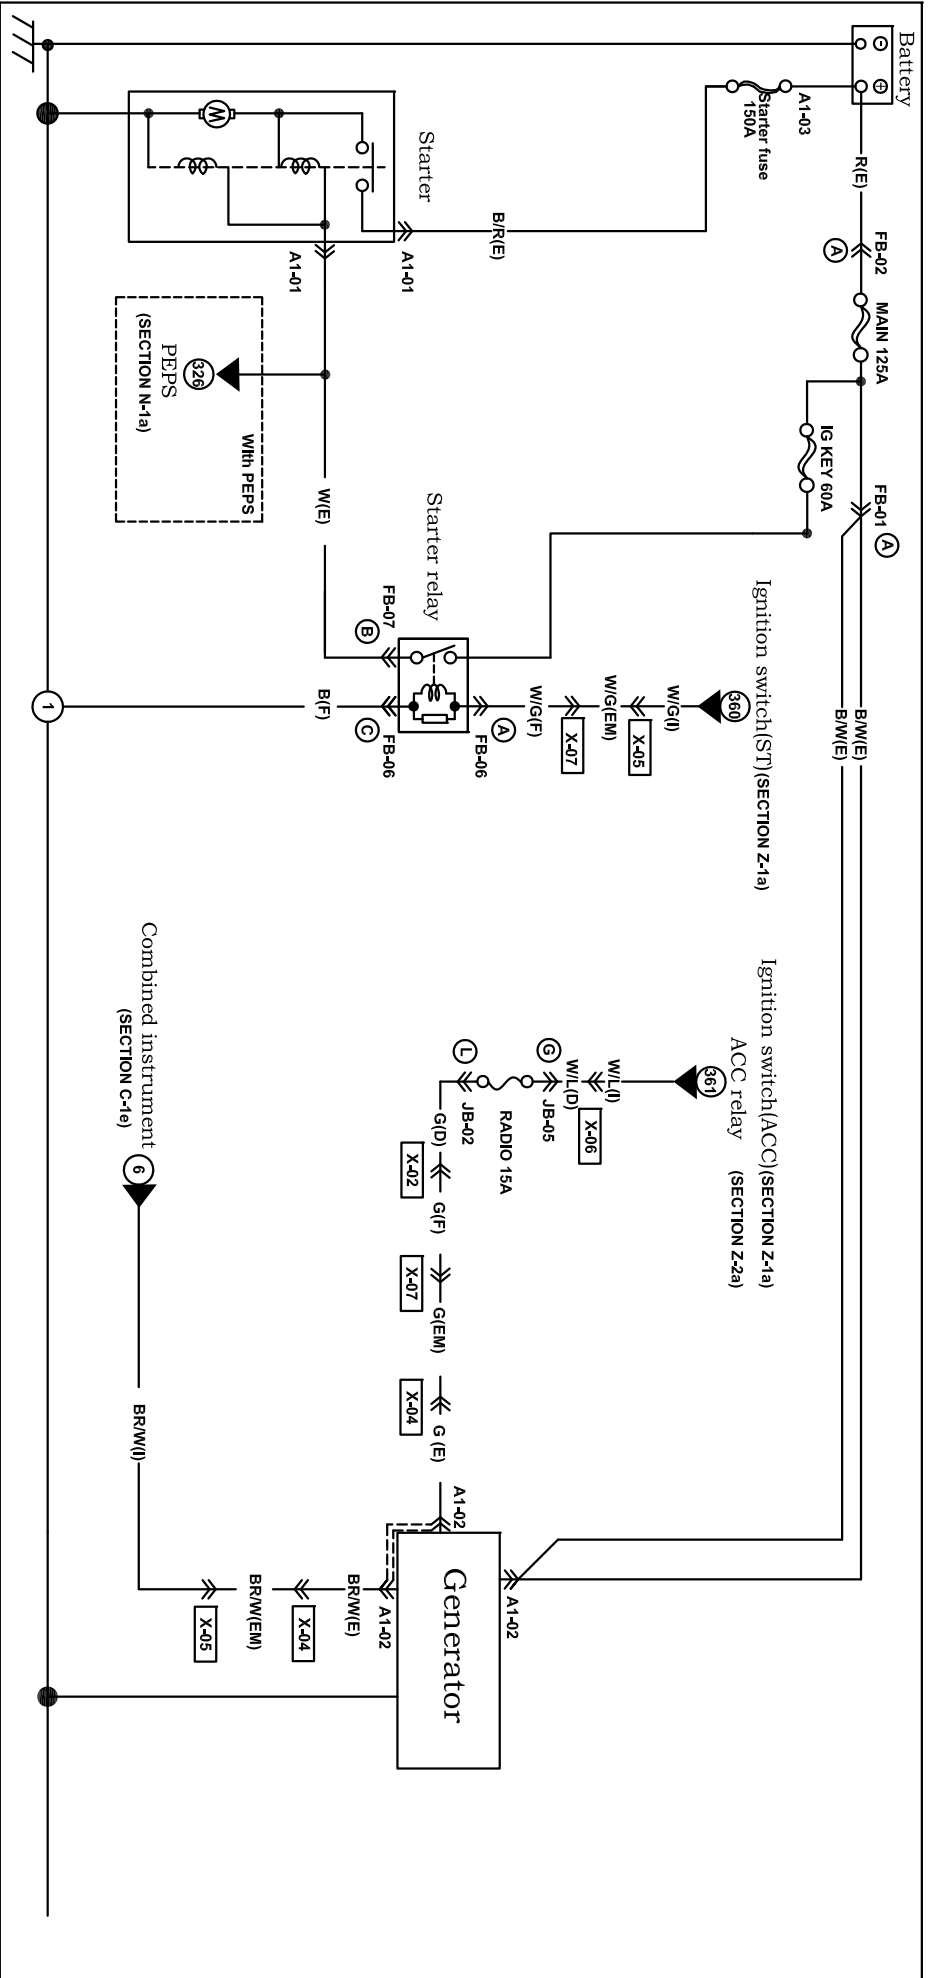 Battery
-
+
A1-03
Starter fuse
150A
R(E)
FB-02
A
MAIN 125A
IG KEY 60A
FB-01
A
B/W(E)
B/W(E)
Starter
M
B/R(E)
A1-01
A1-01
With PEPS
326
PEPS
(SECTION N-1a)
W(E)
Starter relay
FB-07
B
B(F)
C
FB-06
FB-06
A
W/G(F)
X-07
W/G(EM)
X-05
W/G(I)
360
Ignition switch(ST)(SECTION Z-1a)
1
Ignition switch(ACC)(SECTION Z-1a)
ACC relay (SECTION Z-2a)
361
W/L(I)
X-06
W/L(D)
G
JB-05
RADIO 15A
L
JB-02
G(D)
X-02
G(F)
X-07
G(EM)
X-04
G (E)
A1-02
Generator
A1-02
A1-02
BR/W(E)
X-04
BR/W(EM)
X-05
BR/W(I)
6
Combined instrument
(SECTION C-1e)